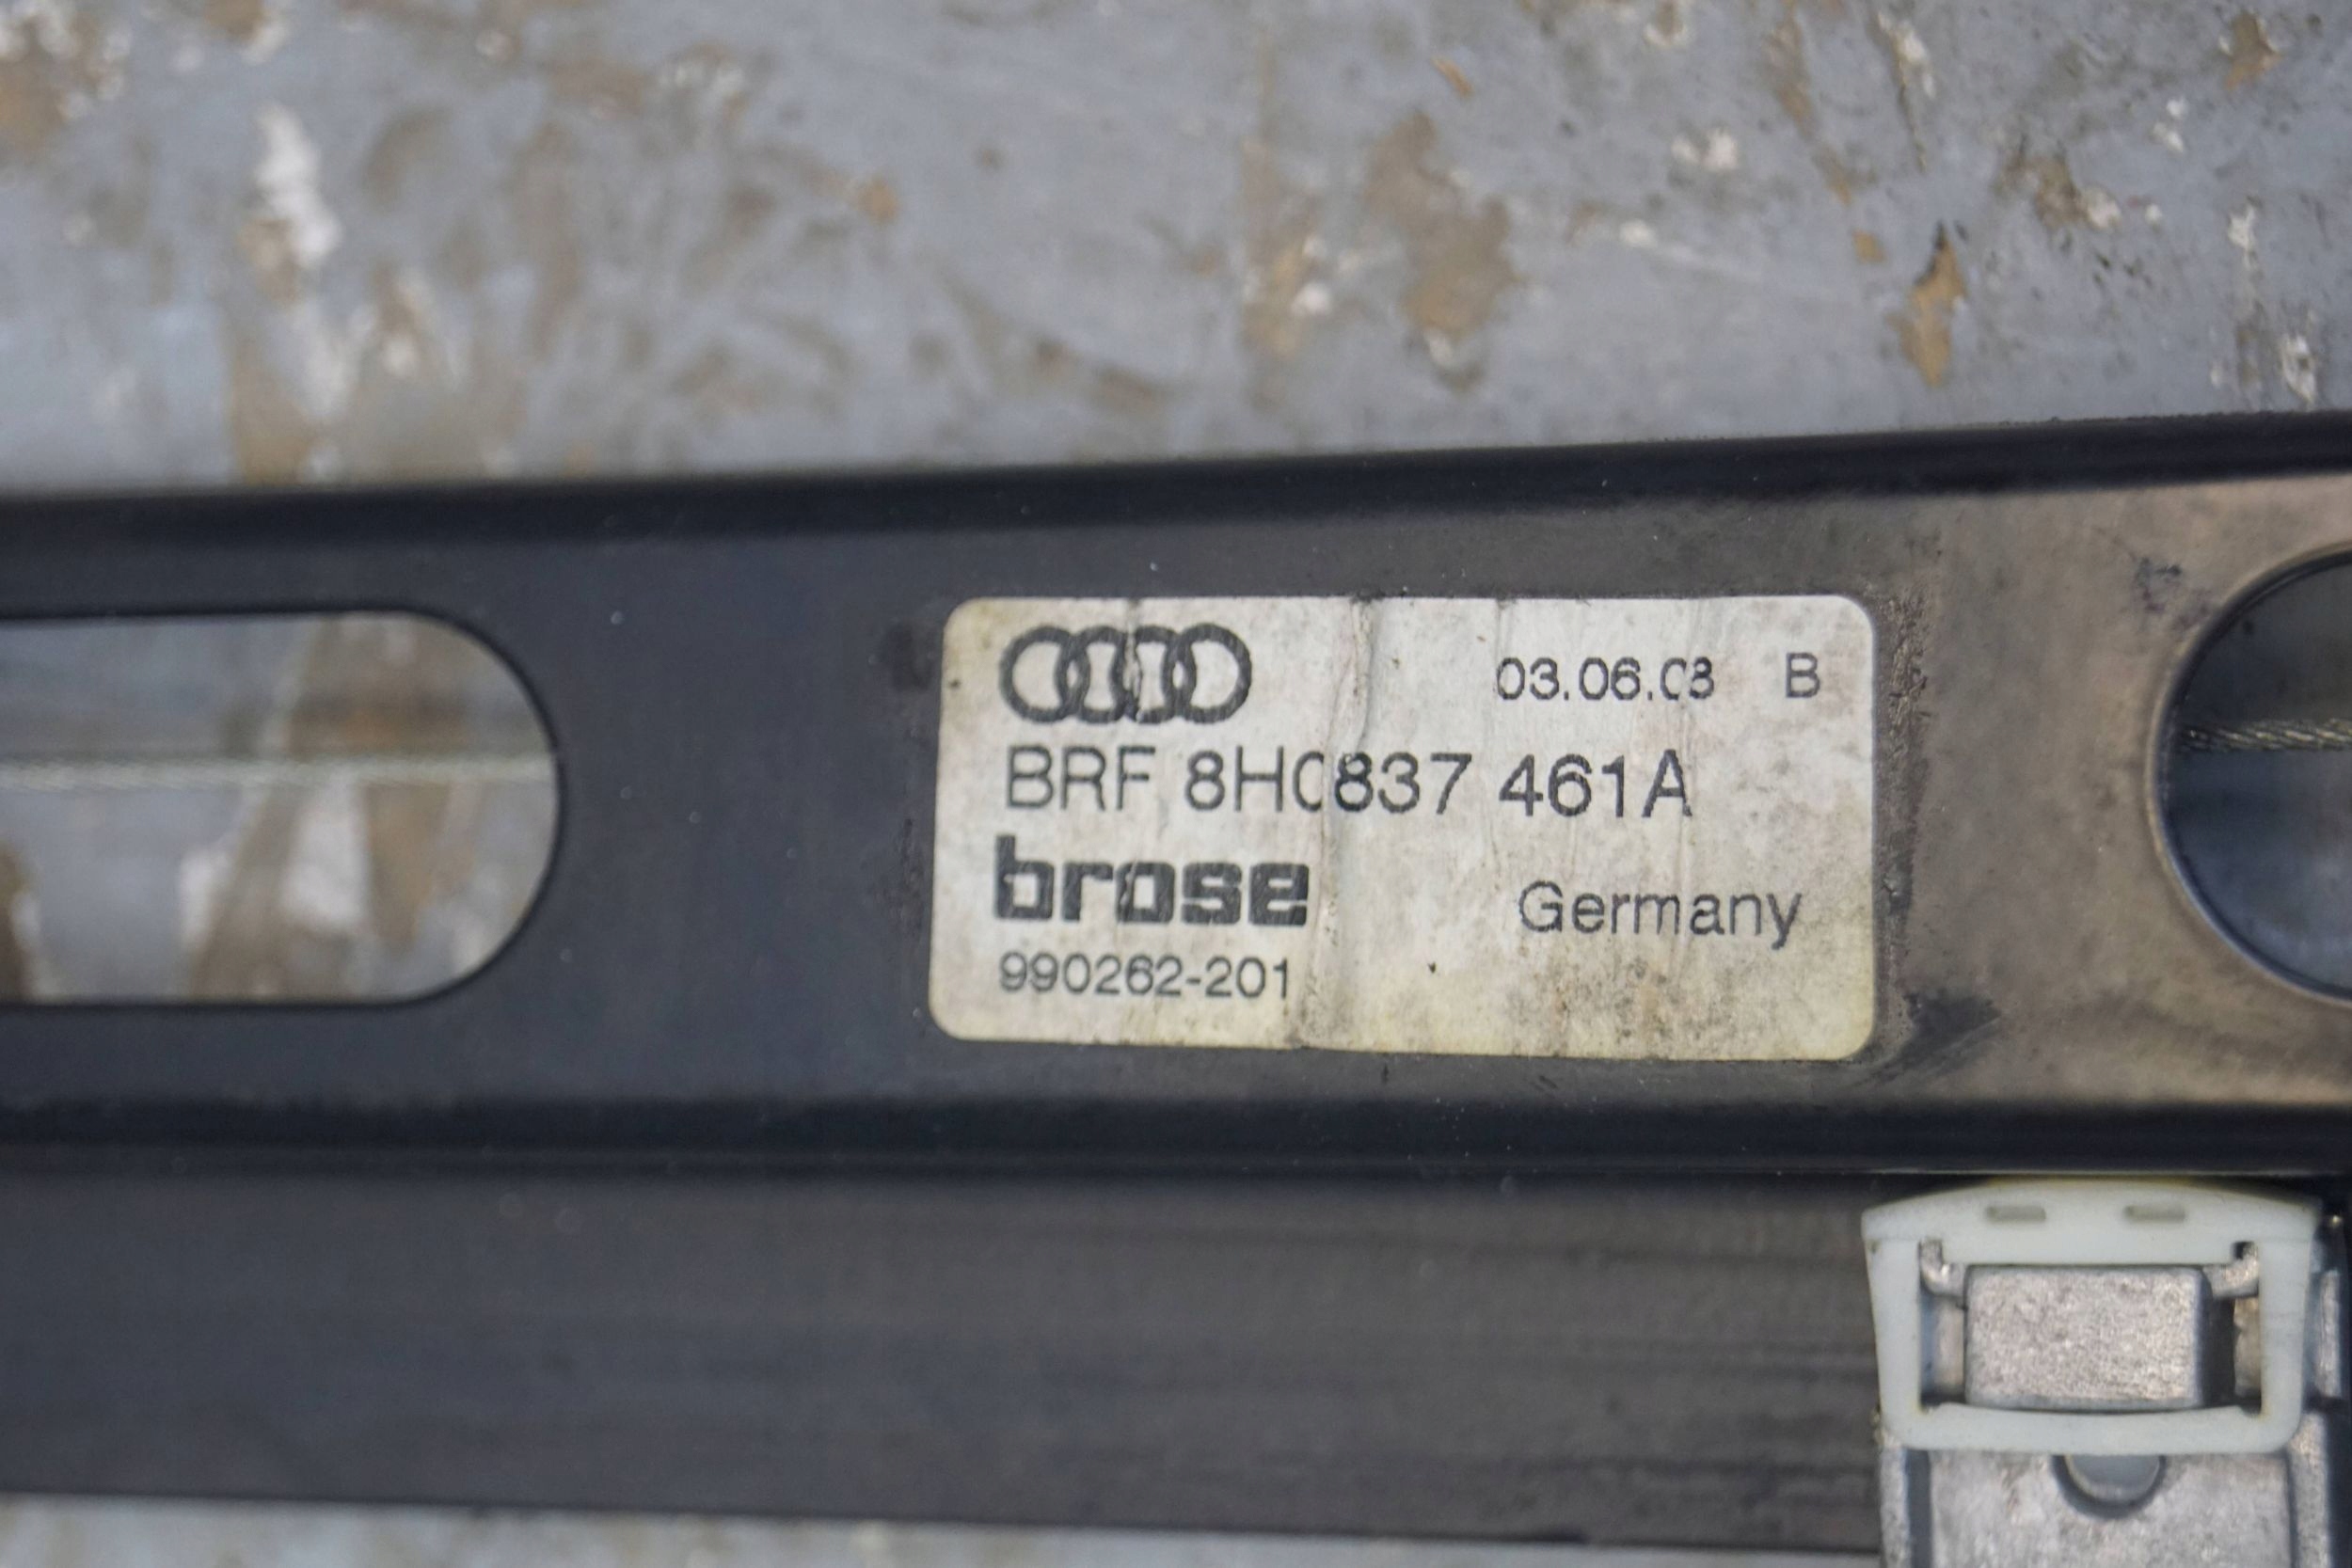 03.06.03 B
BRF 8H0837 461A
brose
Germany
990262-201